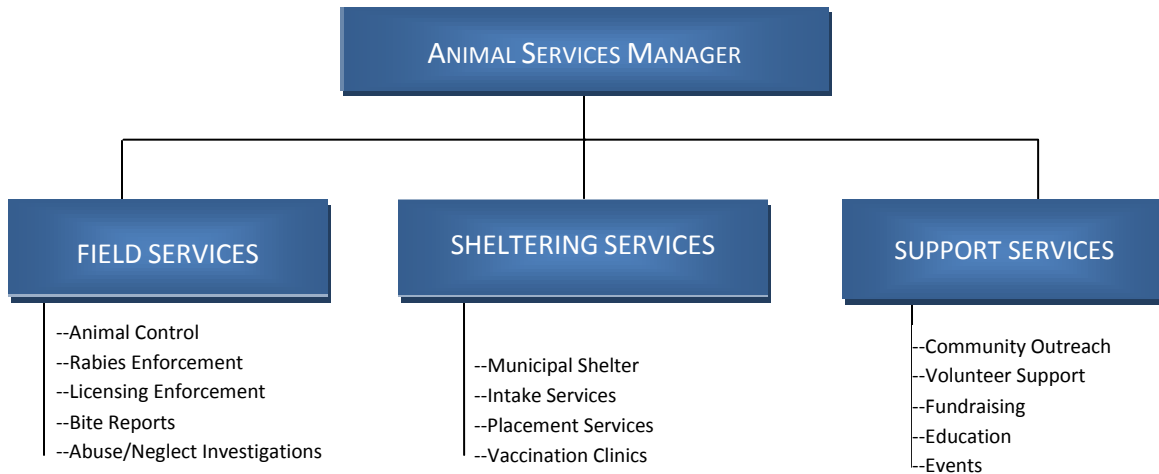 ANIMAL SERVICES MANAGER
FIELD SERVICES
--Animal Control
--Rabies Enforcement
--Licensing Enforcement
--Bite Reports
--Abuse/Neglect Investigations
SHELTERING SERVICES
--Municipal Shelter
--Intake Services
--Placement Services
--Vaccination Clinics
SUPPORT SERVICES
--Community Outreach
--Volunteer Support
--Fundraising
--Education
--Events